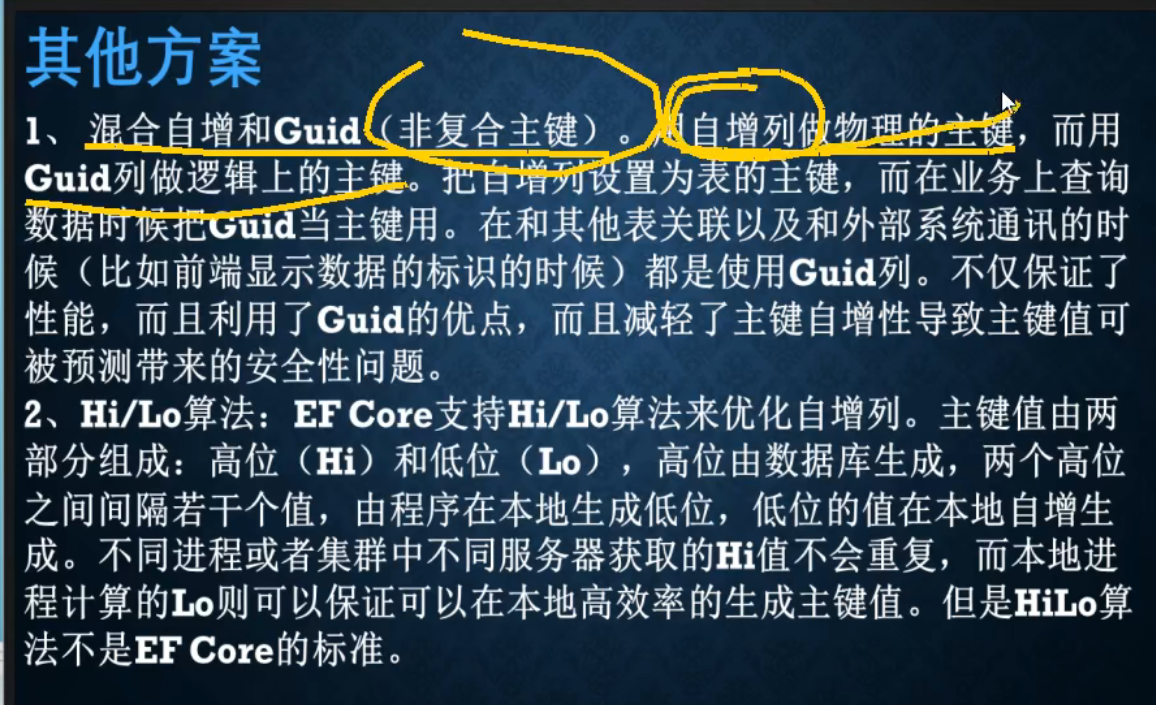 其他方案
1、 混合自增和Guid（非复合主键）。用自增列做物理的主键，而用
Guid列做逻辑上的主键。把自增列设置为表的主键，而在业务上查询
数据时候把Guid当主键用。在和其他表关联以及和外部系统通讯的时
候（比如前端显示数据的标识的时候）都是使用Guid列。不仅保证了
性能，而且利用了Guid的优点，而且减轻了主键自增性导致主键值可
被预测带来的安全性问题。
2、Hi/Lo算法：EF Core支持Hi/Lo算法来优化自增列。主键值由两
部分组成：高位（Hi）和低位（Lo），高位由数据库生成，两个高位
之间间隔若干个值，由程序在本地生成低位，低位的值在本地自增生
成。不同进程或者集群中不同服务器获取的Hi值不会重复，而本地进
程计算的Lo则可以保证可以在本地高效率的生成主键值。但是HiLo算
法不是EF Core的标准。